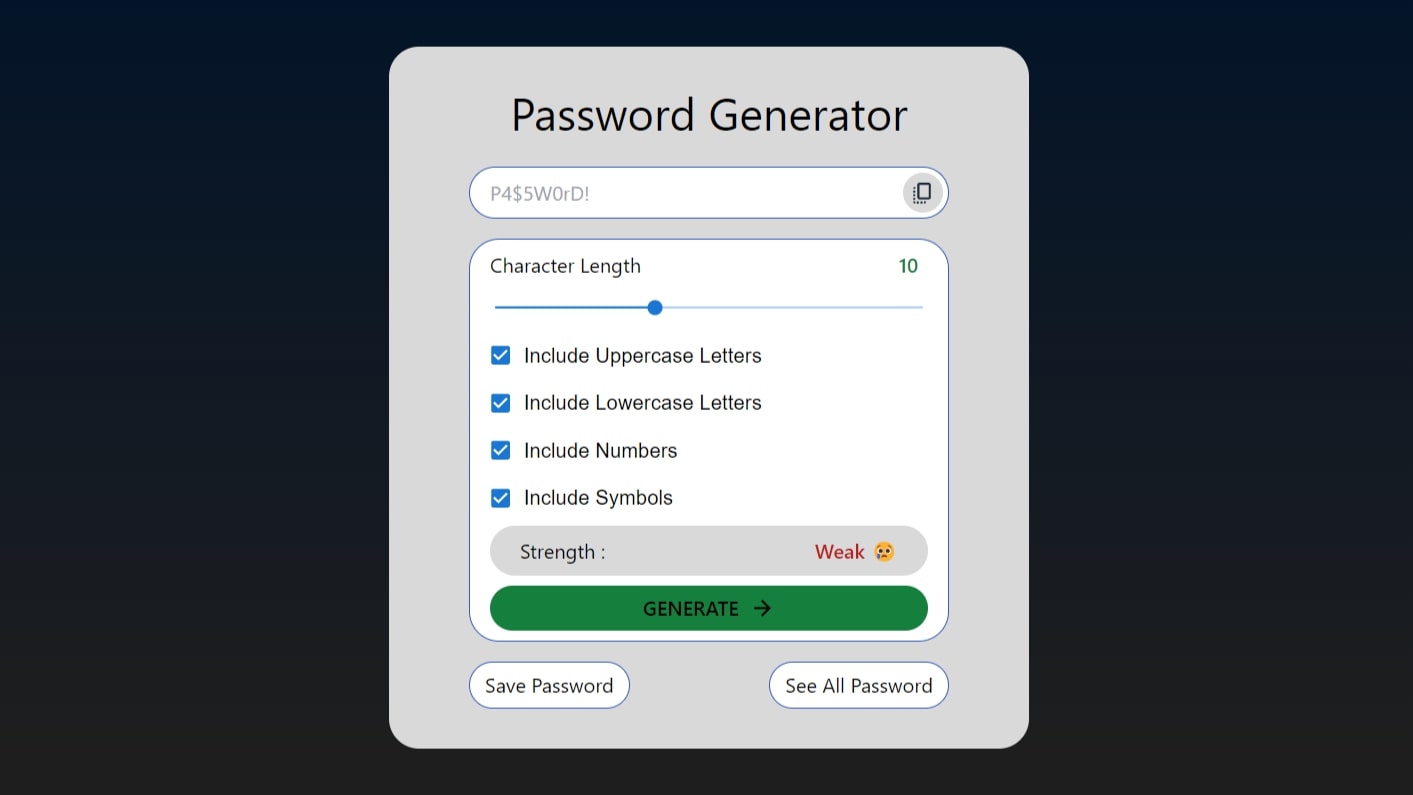 Password Generator
P4$5W0rD!
Character Length 10
Include Uppercase Letters
Include Lowercase Letters
Include Numbers
Include Symbols
Strength : Weak 😢
GENERATE →
Save Password See All Password